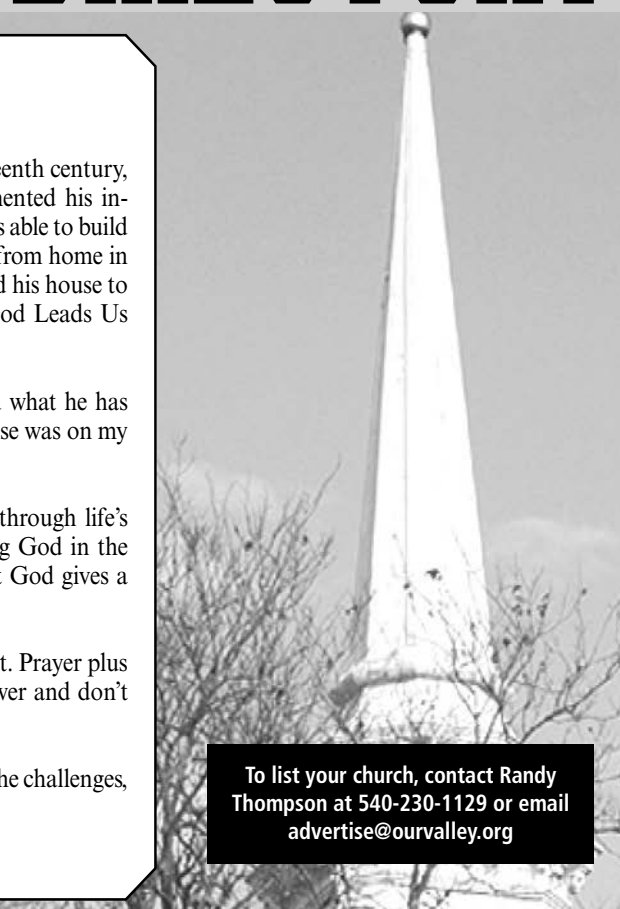 eenth century,
ented his in-
able to build
from home in
his house to
od Leads Us
what he has
se was on my
through life's
God in the
God gives a
t. Prayer plus
ver and don't
he challenges,
To list your church, contact Randy
Thompson at 540-230-1129 or email
advertise@ourvalley.org